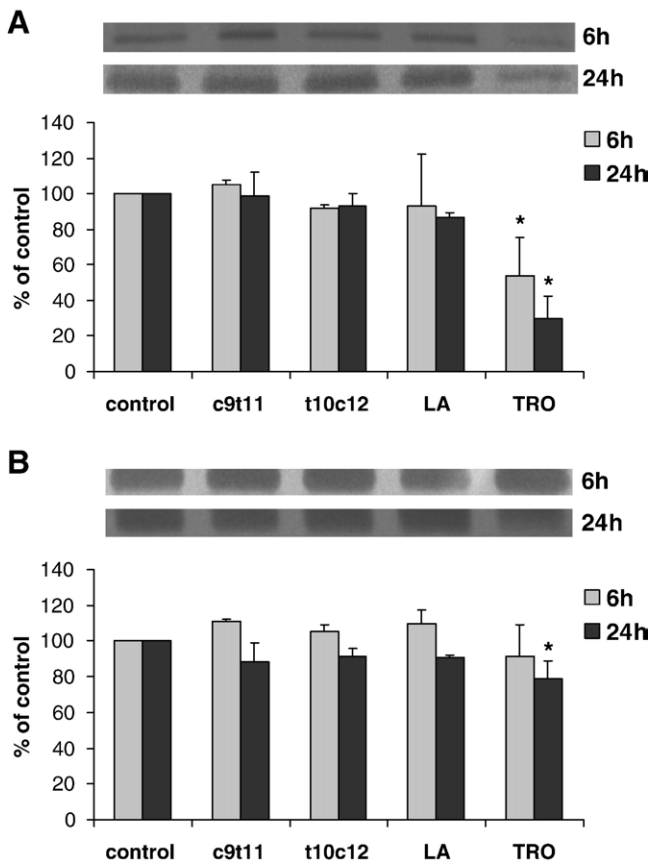 A
6h
24h
140
120
100
80
60
40
20
0
% of control
6h
24h
*
*
control c9t11 t10c12 LA TRO
B
6h
24h
140
120
100
80
60
40
20
0
% of control
6h
24h
*
control c9t11 t10c12 LA TRO